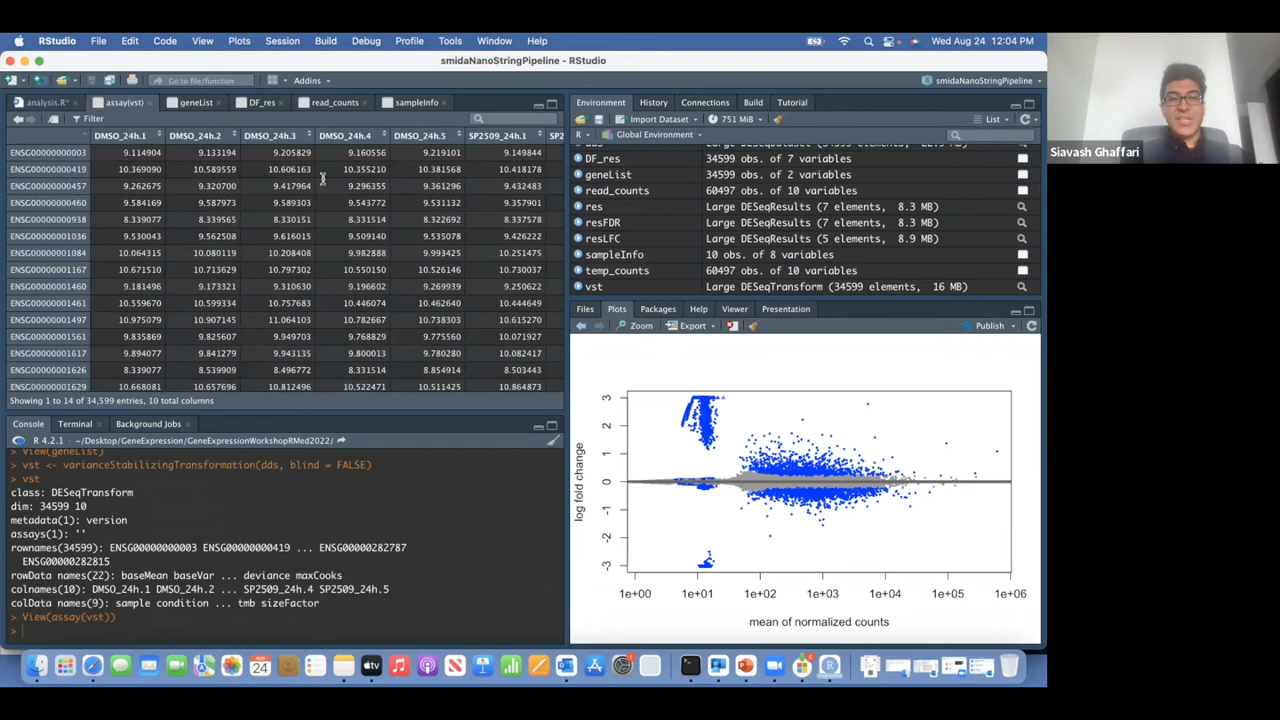 RStudio File Edit Code View Plots Session Build Debug Profile Tools Window Help Wed Aug 24 12:04 PM
smidaNanoStringPipeline - RStudio
Go to file/function Addins smidaNanoStringPipeline
analysis.R* assay(vst) geneList DF_res read_counts sampleInfo
Filter
DMSO_24h.1 DMSO_24h.2 DMSO_24h.3 DMSO_24h.4 DMSO_24h.5 SP2509_24h.1 SP2
ENSG00000000003 9.114904 9.133194 9.205829 9.160556 9.219101 9.149844
ENSG00000000419 10.369090 10.589559 10.606163 10.355210 10.381568 10.418178
ENSG00000000457 9.262675 9.320700 9.417964 9.296355 9.361296 9.432483
ENSG00000000460 9.584169 9.587973 9.589303 9.543772 9.531132 9.357901
ENSG00000000938 8.339077 8.339565 8.330151 8.331514 8.322692 8.337578
ENSG00000001036 9.530043 9.562508 9.616015 9.509140 9.535078 9.426222
ENSG00000001084 10.064315 10.080119 10.208408 9.982888 9.993425 10.251475
ENSG00000001167 10.671510 10.713629 10.797302 10.550150 10.526146 10.730037
ENSG00000001460 9.181496 9.323171 9.310630 9.196602 9.269939 9.250622
ENSG00000001461 10.559670 10.599334 10.757683 10.446074 10.462640 10.444649
ENSG00000001497 10.975079 10.907145 11.064103 10.782667 10.738303 10.615270
ENSG00000001561 9.835869 9.825607 9.949703 9.768829 9.775560 10.071927
ENSG00000001617 9.894077 9.841279 9.943135 9.800013 9.780280 10.082417
ENSG00000001626 8.339077 8.539909 8.496772 8.331514 8.854914 8.503443
ENSG00000001629 10.668081 10.657696 10.812496 10.522471 10.511425 10.864873
Showing 1 to 14 of 34,599 entries, 10 total columns
Console Terminal Background Jobs
R 4.2.1 · ~/Desktop/GeneExpression/GeneExpressionWorkshopRMed2022/
> View(geneList)
> vst <- varianceStabilizingTransformation(dds, blind = FALSE)
> vst
class: DESeqTransform
dim: 34599 10
metadata(1): version
assays(1): ''
rownames(34599): ENSG00000000003 ENSG00000000419 ... ENSG00000282787
ENSG00000282815
rowData names(22): baseMean baseVar ... deviance maxCooks
colnames(10): DMSO_24h.1 DMSO_24h.2 ... SP2509_24h.4 SP2509_24h.5
colData names(9): sample condition ... tmb sizeFactor
> View(assay(vst))
>
Environment History Connections Build Tutorial
Import Dataset 751 MiB List
R Global Environment
DF_res 34599 obs. of 7 variables
geneList 34599 obs. of 2 variables
read_counts 60497 obs. of 10 variables
res Large DESeqResults (7 elements, 8.3 MB)
resFDR Large DESeqResults (7 elements, 8.3 MB)
resLFC Large DESeqResults (5 elements, 8.9 MB)
sampleInfo 10 obs. of 8 variables
temp_counts 60497 obs. of 10 variables
vst Large DESeqTransform (34599 elements, 16 MB)
Files Plots Packages Help Viewer Presentation
Zoom Export Publish
3
2
1
0
-1
-2
-3
log fold change
1e+00 1e+01 1e+02 1e+03 1e+04 1e+05 1e+06
mean of normalized counts
Siavash Ghaffari